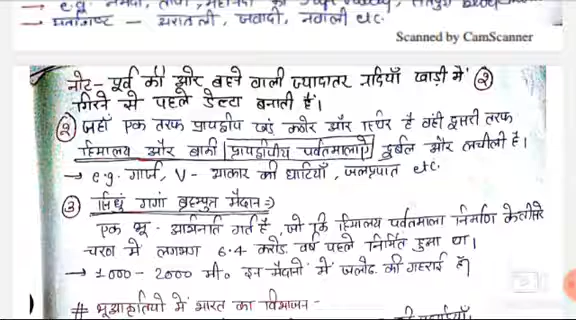 → e.g. नर्मदा, ताप्ती, महानदी
→ - अरावली, जवादी, etc.
Scanned by CamScanner
नोट - पूर्व की ओर बहने वाली ज्यादातर नदियाँ खाड़ी में
गिरने से पहले डेल्टा बनाती हैं।
② जहाँ एक तरफ प्रायद्वीप खंड कठोर और स्थिर है वहीं दूसरी तरफ
हिमालय और बाकी प्रायद्वीपीय पर्वतमालाएं दुर्बल और लचीली हैं।
→ e.g. गार्ज, V - आकार की घाटियाँ, जलप्रपात etc.
③ सिंधु गंगा ब्रह्मपुत्र मैदान ⇒
एक भू - अभिनति गर्त है, जो कि हिमालय पर्वतमाला निर्माण के तीसरे
चरण में लगभग 6.4 करोड़ वर्ष पहले निर्मित हुआ था।
→ 1000 - 2000 मी० इन मैदानों में जलोढ़ की गहराई है
# भूआकृतियों में भारत का विभाजन -